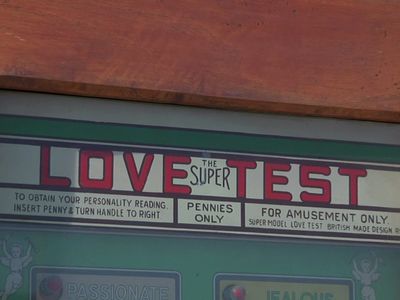 LOVE THE SUPER TEST
TO OBTAIN YOUR PERSONALITY READING.
INSERT PENNY & TURN HANDLE TO RIGHT
PENNIES
ONLY
FOR AMUSEMENT ONLY.
SUPER MODEL LOVE TEST BRITISH MADE DESIGN
PASSIONATE
JEALOUS